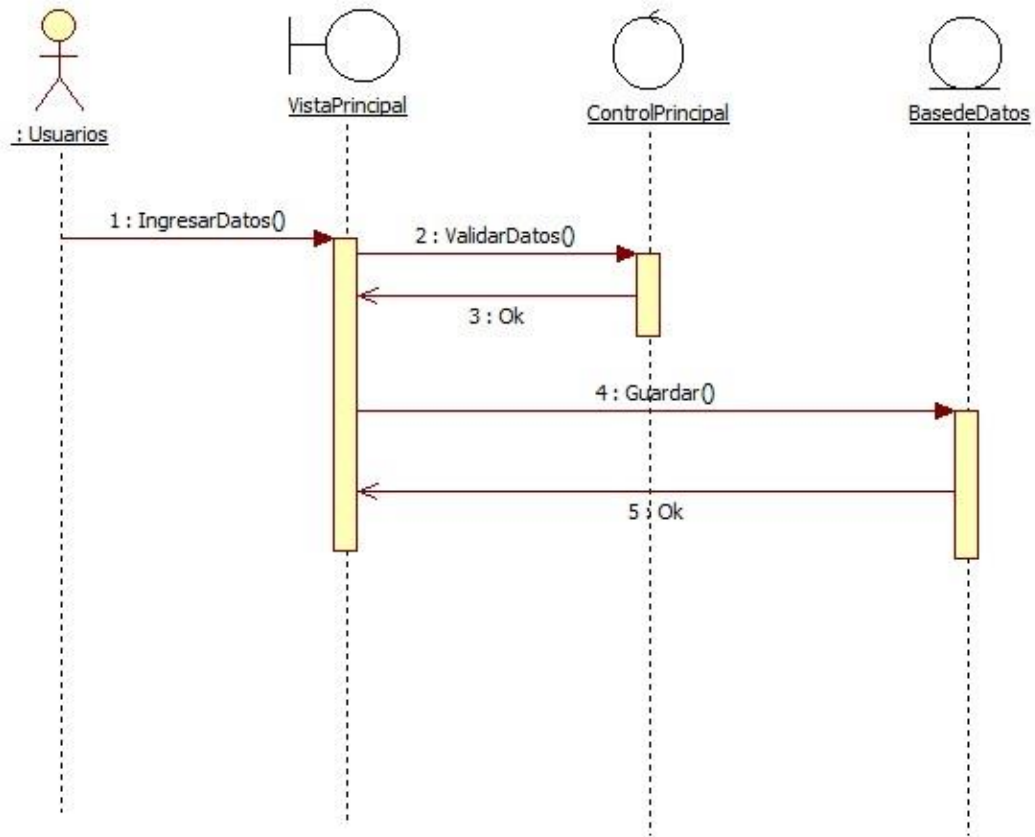 : Usuarios
VistaPrincipal
ControlPrincipal
BasedeDatos
1 : IngresarDatos()
2 : ValidarDatos()
3 : Ok
4 : Guardar()
5 : Ok